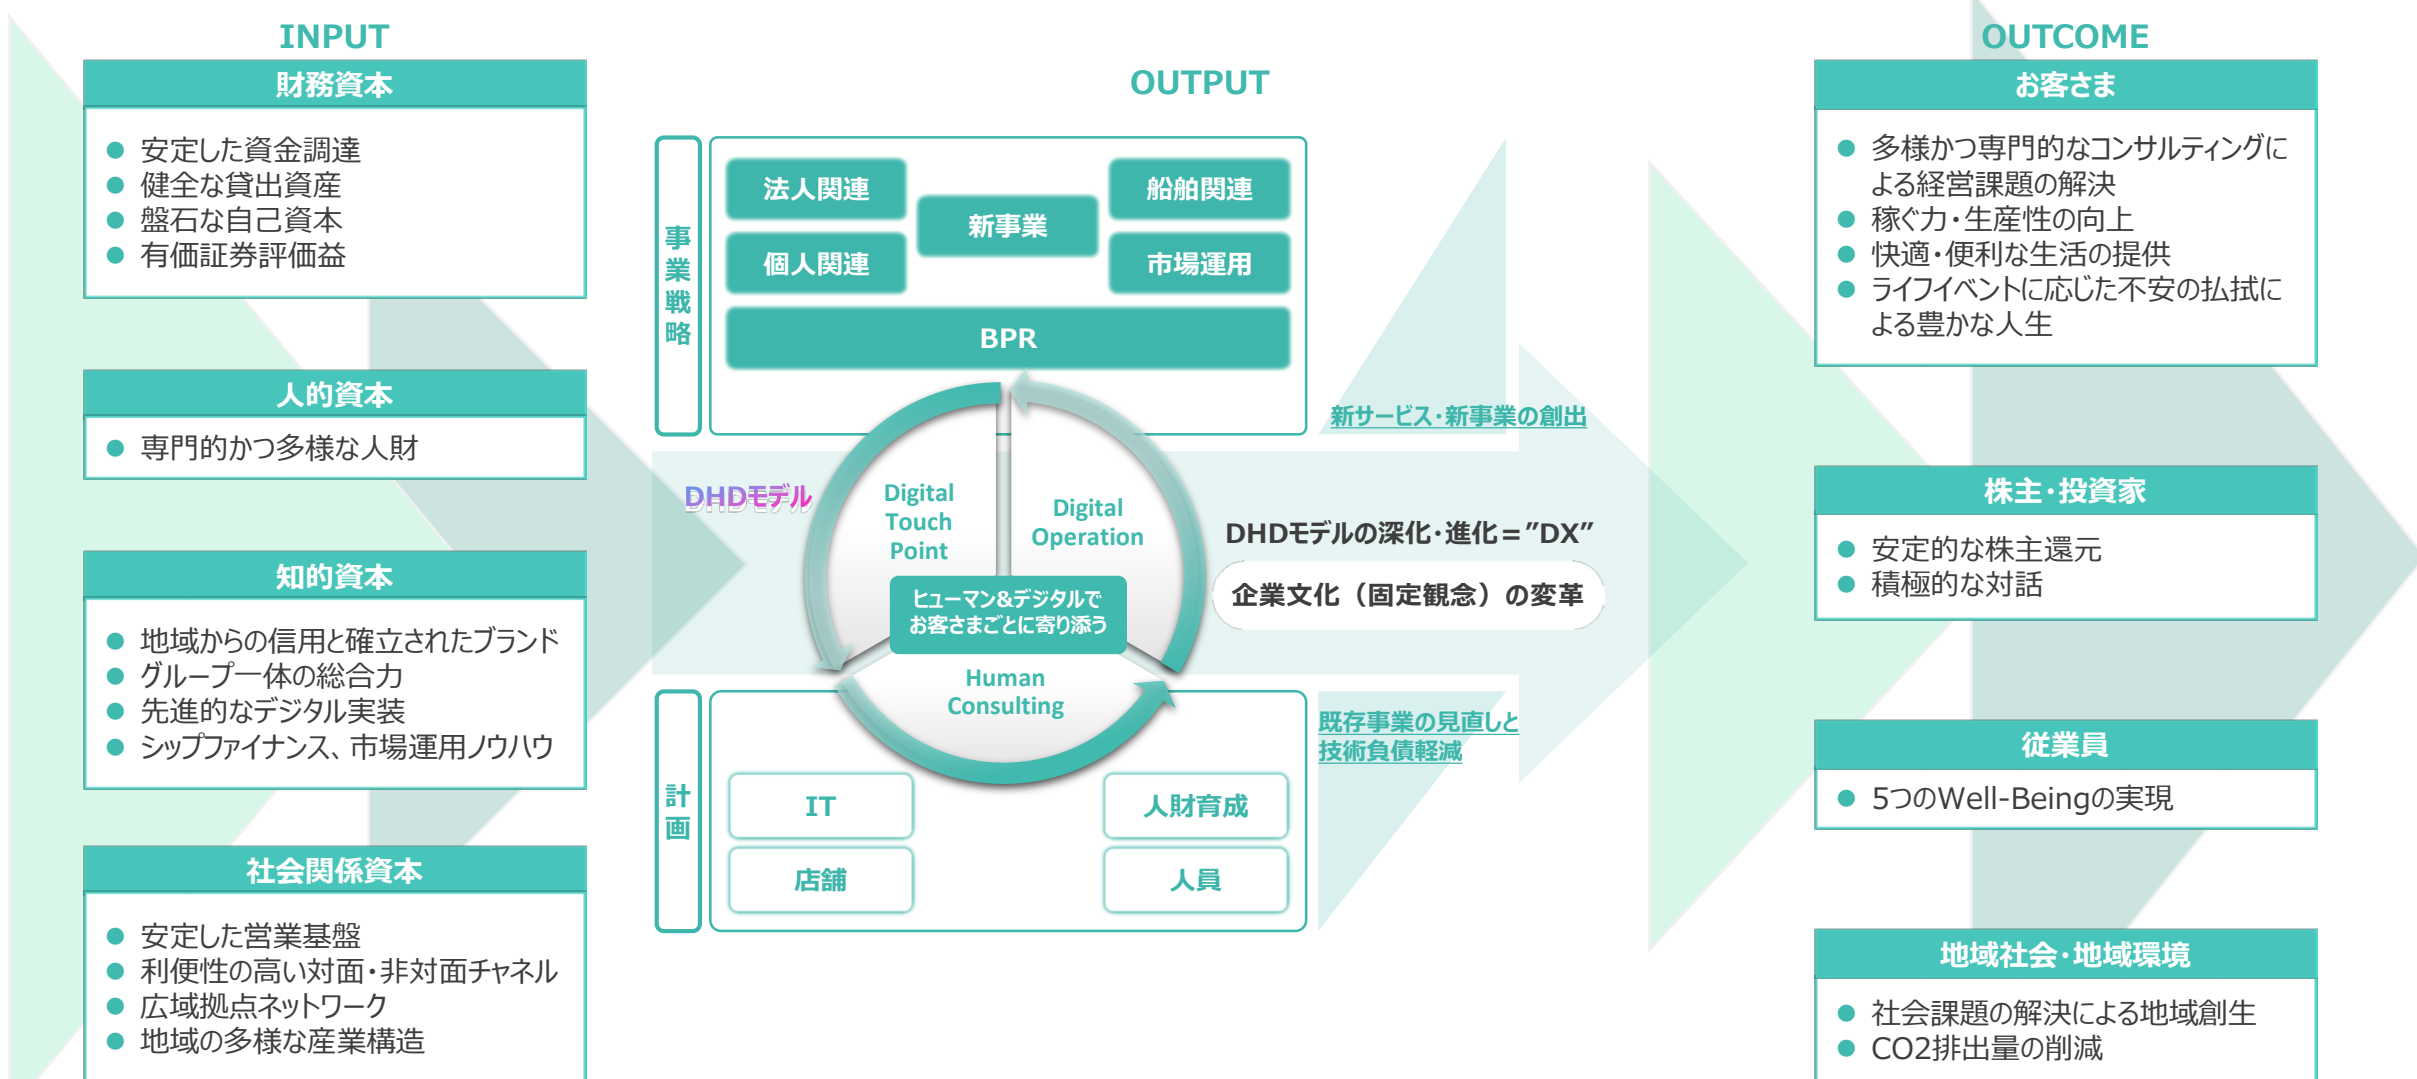 INPUT
財務資本
● 安定した資金調達
● 健全な貸出資産
● 盤石な自己資本
● 有価証券評価益
人的資本
● 専門的かつ多様な人財
知的資本
● 地域からの信用と確立されたブランド
● グループ一体の総合力
● 先進的なデジタル実装
● シップファイナンス、市場運用ノウハウ
社会関係資本
● 安定した営業基盤
● 利便性の高い対面・非対面チャネル
● 広域拠点ネットワーク
● 地域の多様な産業構造
OUTPUT
事業戦略
法人関連
船舶関連
新事業
個人関連
市場運用
BPR
DHDモデル
Digital
Touch
Point
Digital
Operation
ヒューマン&デジタルで
お客さまごとに寄り添う
Human
Consulting
計画
IT
人財育成
店舗
人員
新サービス・新事業の創出
DHDモデルの深化・進化＝”DX”
企業文化（固定観念）の変革
既存事業の見直しと
技術負債軽減
OUTCOME
お客さま
● 多様かつ専門的なコンサルティングに
よる経営課題の解決
● 稼ぐ力・生産性の向上
● 快適・便利な生活の提供
● ライフイベントに応じた不安の払拭に
よる豊かな人生
株主・投資家
● 安定的な株主還元
● 積極的な対話
従業員
● 5つのWell-Beingの実現
地域社会・地域環境
● 社会課題の解決による地域創生
● CO2排出量の削減